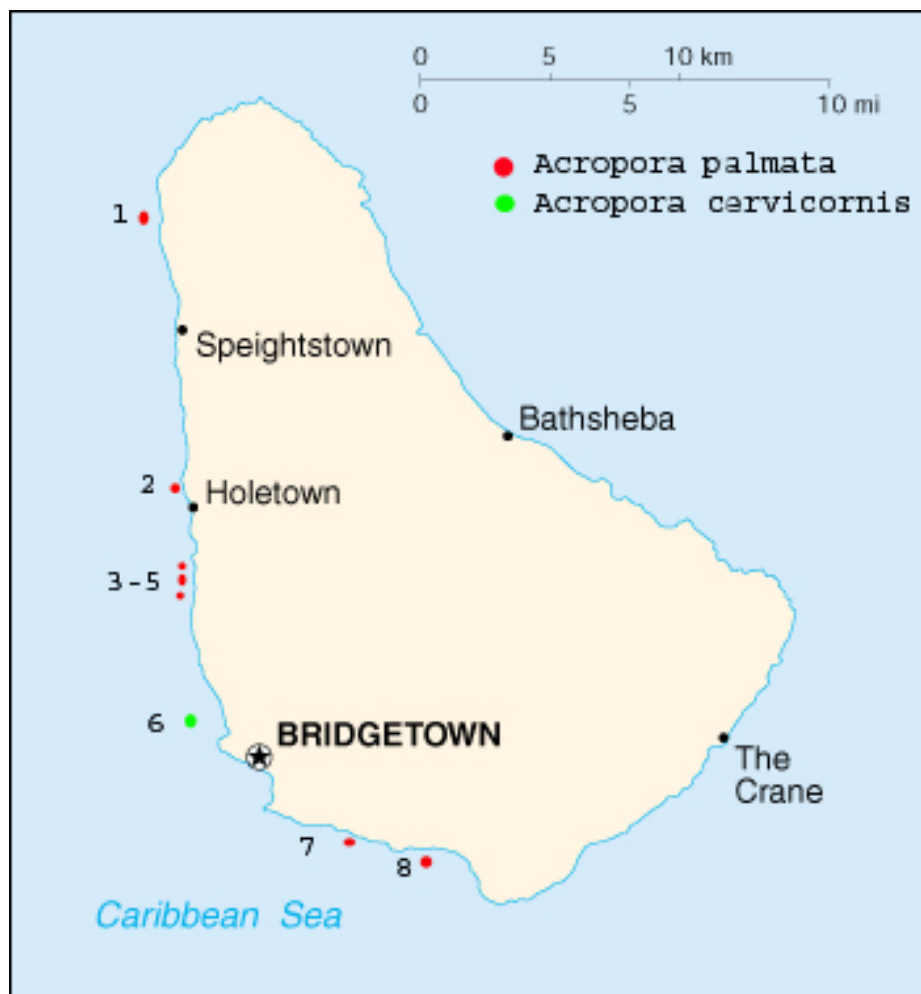 0 5 10 km
0 5 10 mi
Acropora palmata
Acropora cervicornis
1
Speightstown
Bathsheba
2
Holetown
3-5
6
BRIDGETOWN
The
Crane
7
8
Caribbean Sea